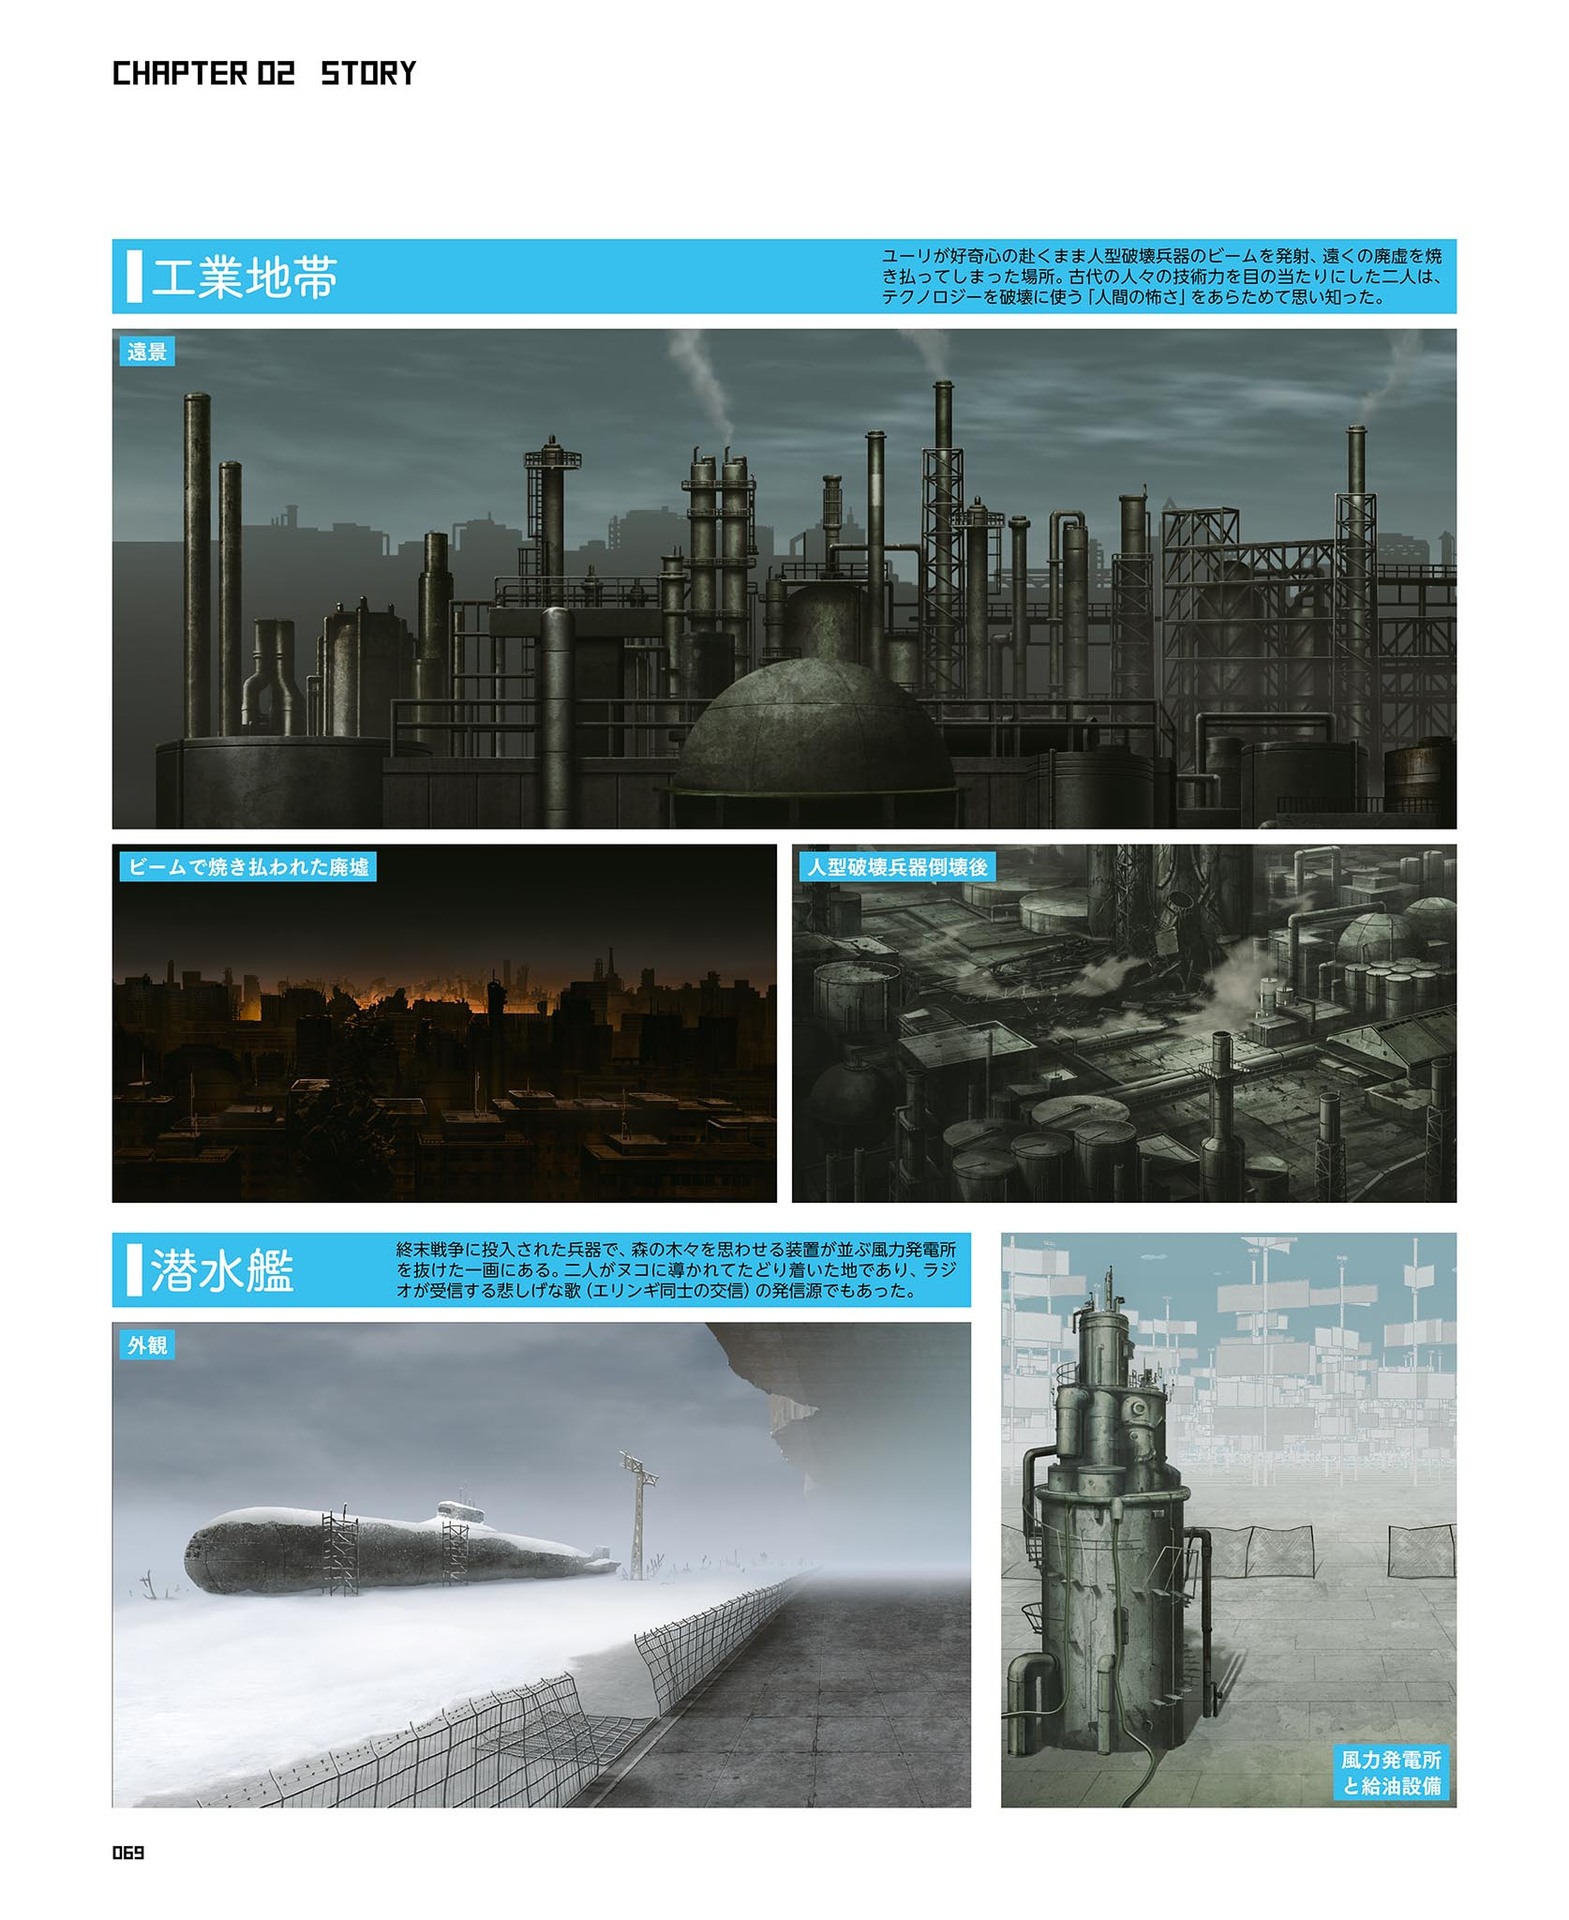 CHAPTER 02 STORY
工業地帯
ユーリが好奇心の赴くまま人型破壊兵器のビームを発射、遠くの廃虚を焼
き払ってしまった場所。古代の人々の技術力を目の当たりにした二人は、
テクノロジーを破壊に使う「人間の怖さ」をあらためて思い知った。
遠景
ビームで焼き払われた廃墟
人型破壊兵器倒壊後
潜水艦
終末戦争に投入された兵器で、森の木々を思わせる装置が並ぶ風力発電所
を抜けた一画にある。二人がヌコに導かれてたどり着いた地であり、ラジ
オが受信する悲しげな歌（エリンギ同士の交信）の発信源でもあった。
外観
風力発電所
と給油設備
069